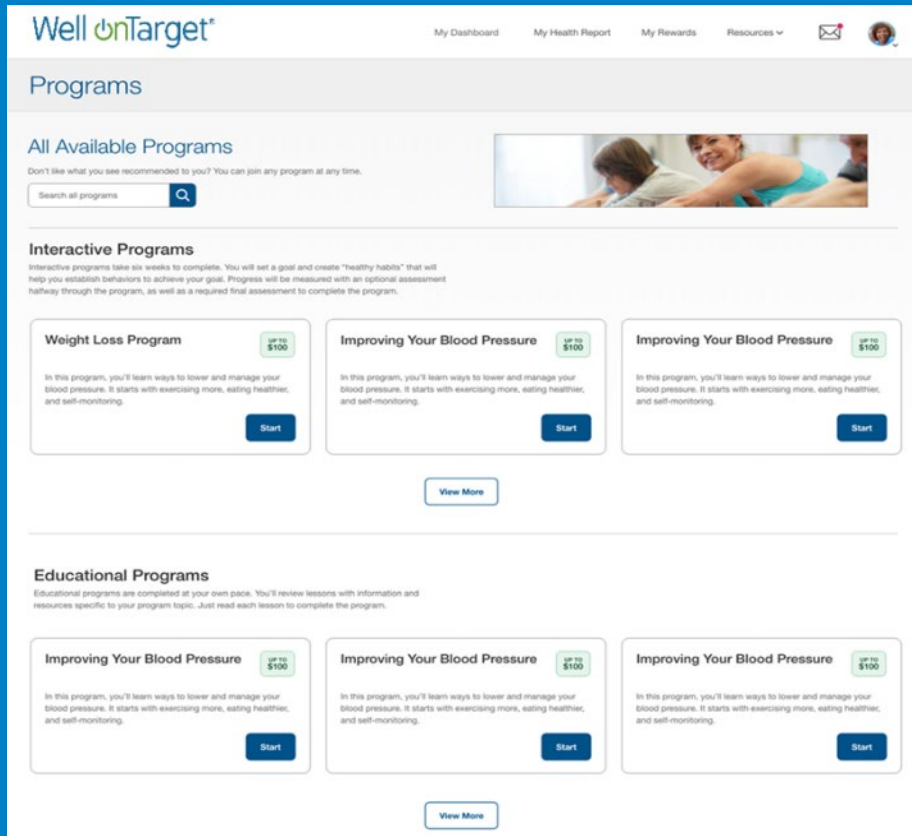 Well onTarget®
My Dashboard
My Health Report
My Rewards
Resources
Programs
All Available Programs
Don't like what you see recommended to you? You can join any program at any time.
Search all programs
Interactive Programs
Interactive programs take six weeks to complete. You will set a goal and create "healthy habits" that will
help you establish behaviors to achieve your goal. Progress will be measured with an optional assessment
halfway through the program, as well as a required final assessment to complete the program.
Weight Loss Program
UP TO
$100
In this program, you'll learn ways to lower and manage your
blood pressure. It starts with exercising more, eating healthier,
and self-monitoring.
Start
Improving Your Blood Pressure
UP TO
$100
In this program, you'll learn ways to lower and manage your
blood pressure. It starts with exercising more, eating healthier,
and self-monitoring.
Start
Improving Your Blood Pressure
UP TO
$100
In this program, you'll learn ways to lower and manage your
blood pressure. It starts with exercising more, eating healthier,
and self-monitoring.
Start
View More
Educational Programs
Educational programs are completed at your own pace. You'll review lessons with information and
resources specific to your program topic. Just read each lesson to complete the program.
Improving Your Blood Pressure
UP TO
$100
In this program, you'll learn ways to lower and manage your
blood pressure. It starts with exercising more, eating healthier,
and self-monitoring.
Start
Improving Your Blood Pressure
UP TO
$100
In this program, you'll learn ways to lower and manage your
blood pressure. It starts with exercising more, eating healthier,
and self-monitoring.
Start
Improving Your Blood Pressure
UP TO
$100
In this program, you'll learn ways to lower and manage your
blood pressure. It starts with exercising more, eating healthier,
and self-monitoring.
Start
View More